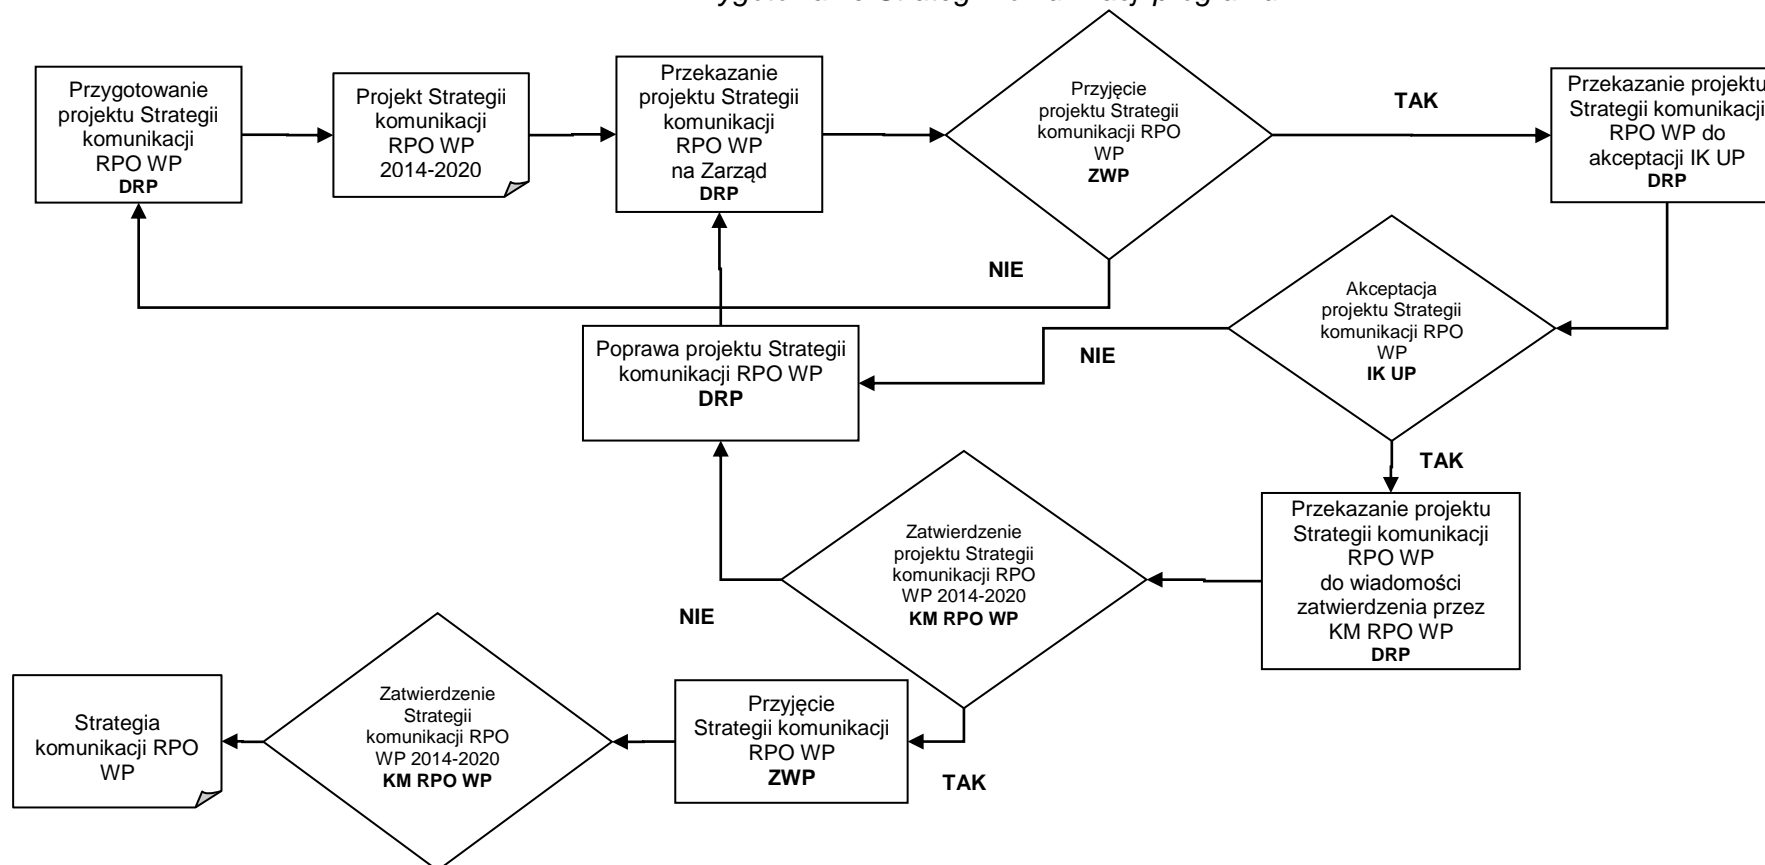 Przygotowanie
projektu Strategii
komunikacji
RPO WP
DRP
Projekt Strategii
komunikacji
RPO WP
2014-2020
Przekazanie
projektu Strategii
komunikacji
RPO WP
na Zarząd
DRP
Przyjęcie
projektu Strategii
komunikacji RPO
WP
ZWP
TAK
Przekazanie projektu
Strategii komunikacji
RPO WP do
akceptacji IK UP
DRP
NIE
Akceptacja
projektu Strategii
komunikacji RPO
WP
IK UP
NIE
Poprawa projektu Strategii
komunikacji RPO WP
DRP
TAK
Przekazanie projektu
Strategii komunikacji
RPO WP
do wiadomości
zatwierdzenia przez
KM RPO WP
DRP
Zatwierdzenie
projektu Strategii
komunikacji RPO
WP 2014-2020
KM RPO WP
NIE
TAK
Przyjęcie
Strategii komunikacji
RPO WP
ZWP
Zatwierdzenie
Strategii
komunikacji RPO
WP 2014-2020
KM RPO WP
Strategia
komunikacji RPO
WP